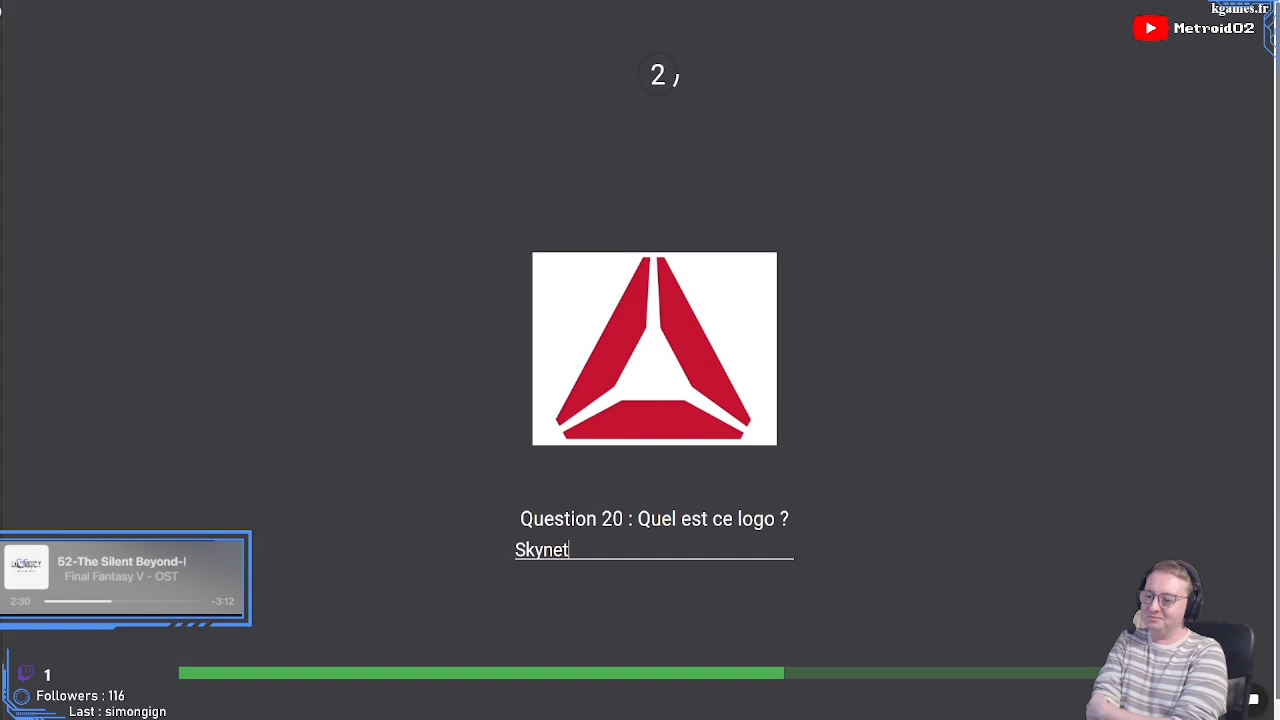 kgames.fr
Metroid02
2
Question 20 : Quel est ce logo ?
Skynet
52-The Silent Beyond-I
Final Fantasy V - OST
2:30
-3:12
1
Followers : 116
Last : simongign